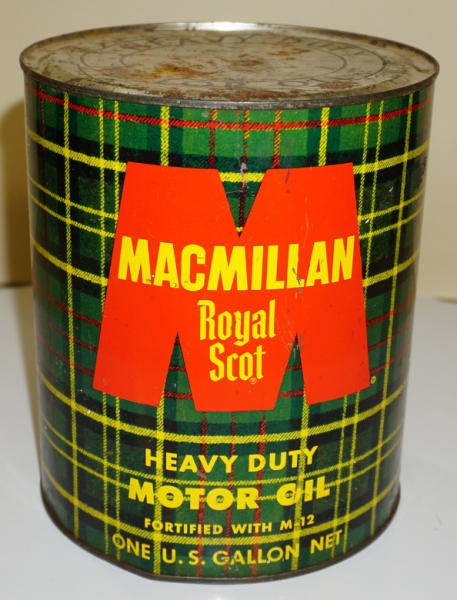 MACMILLAN
Royal
Scot®
HEAVY DUTY
MOTOR OIL
FORTIFIED WITH M-12
ONE U.S. GALLON NET